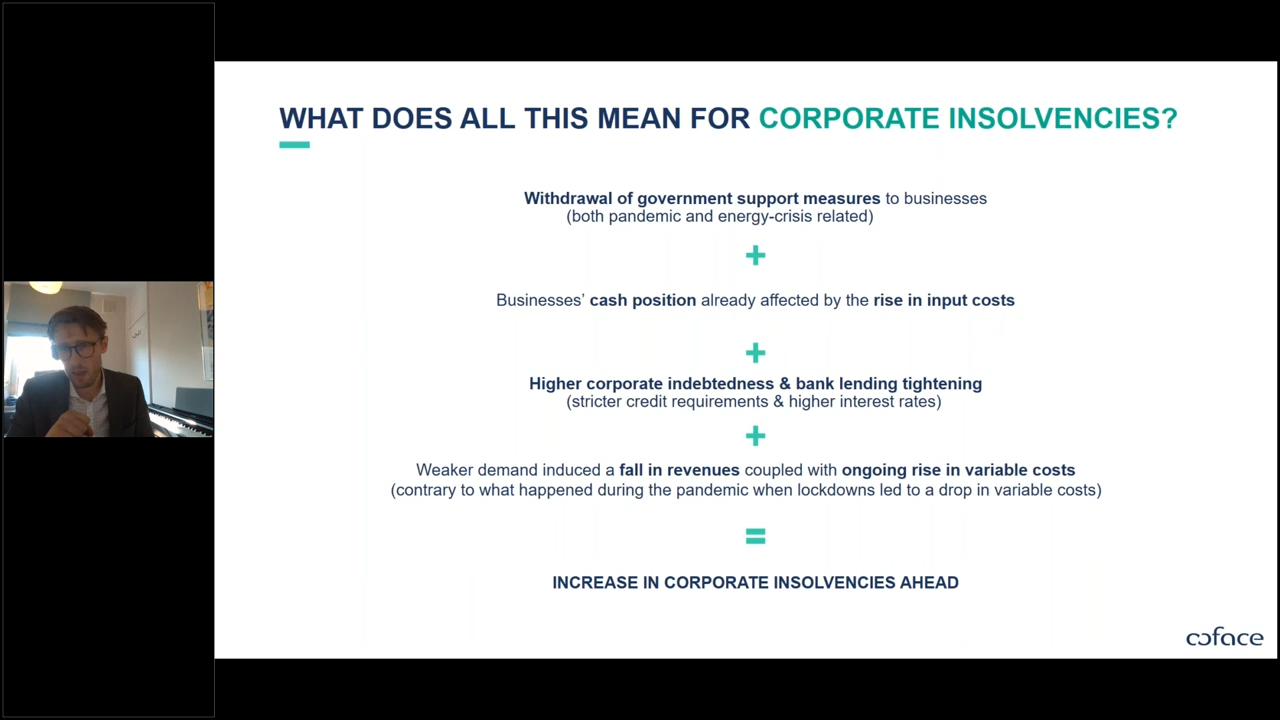 WHAT DOES ALL THIS MEAN FOR CORPORATE INSOLVENCIES?
Withdrawal of government support measures to businesses
(both pandemic and energy-crisis related)
+
Businesses’ cash position already affected by the rise in input costs
+
Higher corporate indebtedness & bank lending tightening
(stricter credit requirements & higher interest rates)
+
Weaker demand induced a fall in revenues coupled with ongoing rise in variable costs
(contrary to what happened during the pandemic when lockdowns led to a drop in variable costs)
=
INCREASE IN CORPORATE INSOLVENCIES AHEAD
coface